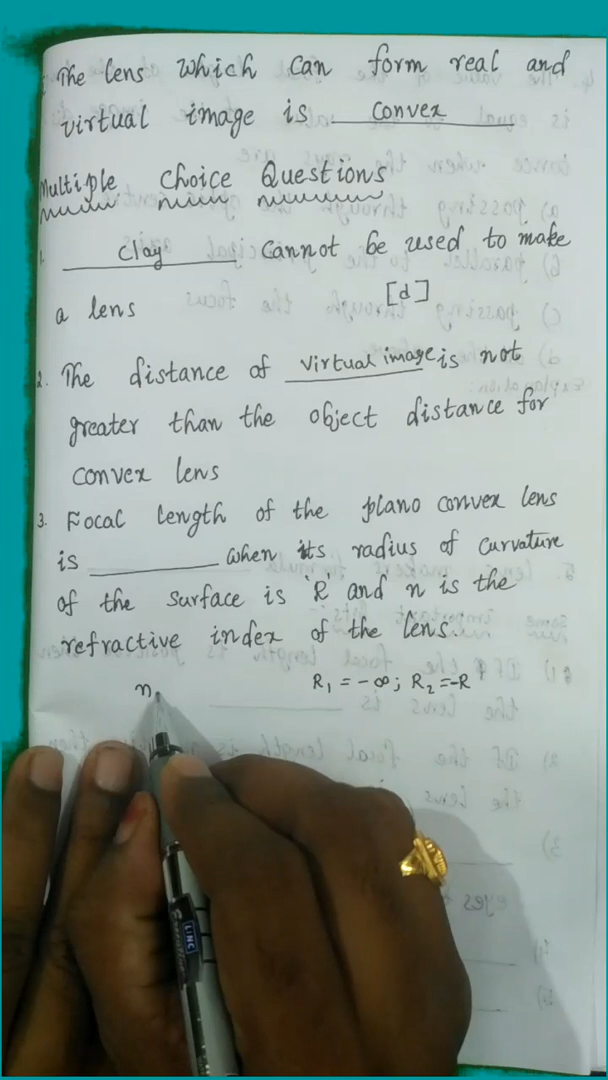 The lens which can form real and
virtual image is convex
Multiple Choice Questions
1. clay cannot be used to make
a lens [d]
2. The distance of virtual image is not
greater than the object distance for
convex lens
3. Focal length of the plano convex lens
is ________ when its radius of curvature
of the surface is 'R' and n is the
refractive index of the lens.
n R₁ = -∞; R₂ = -R
LINC